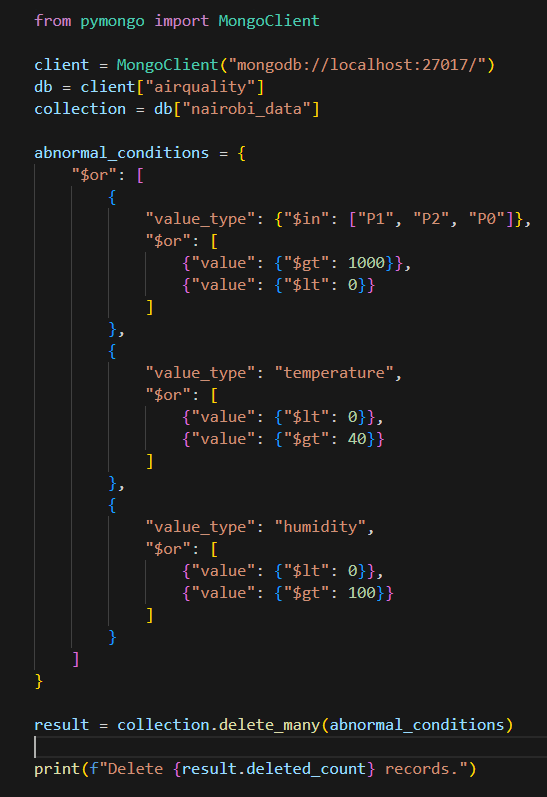 from pymongo import MongoClient
client = MongoClient("mongodb://localhost:27017/")
db = client["airquality"]
collection = db["nairobi_data"]
abnormal_conditions = {
    "$or": [
        {
            "value_type": {"$in": ["P1", "P2", "P0"]},
            "$or": [
                {"value": {"$gt": 1000}},
                {"value": {"$lt": 0}}
            ]
        },
        {
            "value_type": "temperature",
            "$or": [
                {"value": {"$lt": 0}},
                {"value": {"$gt": 40}}
            ]
        },
        {
            "value_type": "humidity",
            "$or": [
                {"value": {"$lt": 0}},
                {"value": {"$gt": 100}}
            ]
        }
    ]
}
result = collection.delete_many(abnormal_conditions)
print(f"Delete {result.deleted_count} records.")